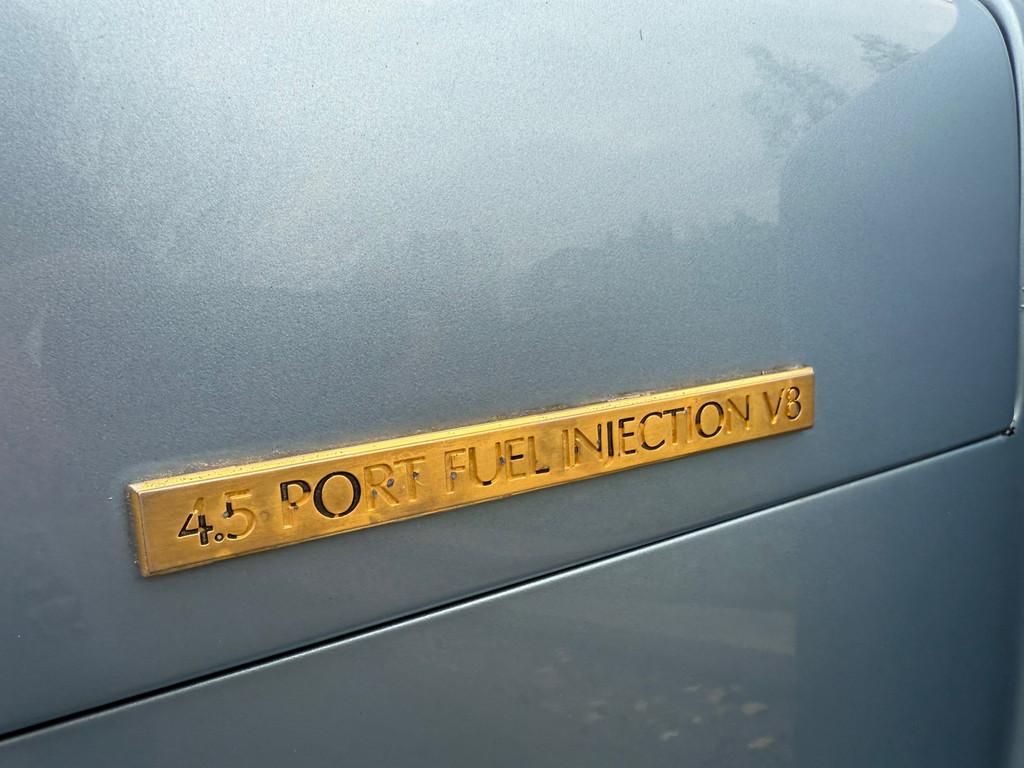 4.5 PORT FUEL INJECTION V8